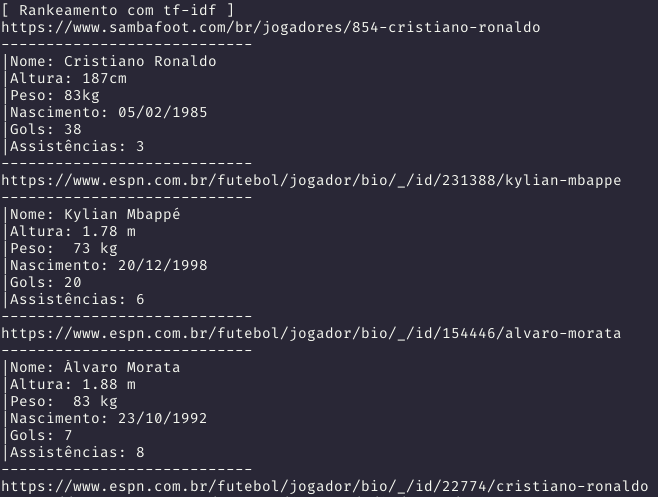 [ Rankeamento com tf-idf ]
https://www.sambafoot.com/br/jogadores/854-cristiano-ronaldo
----------------------------
|Nome: Cristiano Ronaldo
|Altura: 187cm
|Peso: 83kg
|Nascimento: 05/02/1985
|Gols: 38
|Assistências: 3
----------------------------
https://www.espn.com.br/futebol/jogador/bio/_/id/231388/kylian-mbappe
----------------------------
|Nome: Kylian Mbappé
|Altura: 1.78 m
|Peso:  73 kg
|Nascimento: 20/12/1998
|Gols: 20
|Assistências: 6
----------------------------
https://www.espn.com.br/futebol/jogador/bio/_/id/154446/alvaro-morata
----------------------------
|Nome: Álvaro Morata
|Altura: 1.88 m
|Peso:  83 kg
|Nascimento: 23/10/1992
|Gols: 7
|Assistências: 8
----------------------------
https://www.espn.com.br/futebol/jogador/bio/_/id/22774/cristiano-ronaldo